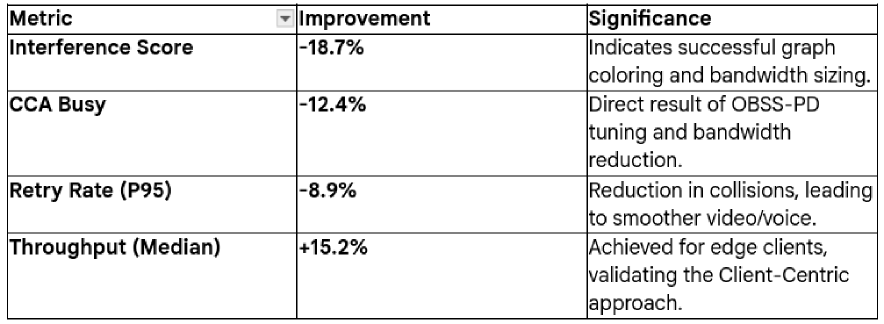 Metric Improvement Significance
Interference Score -18.7% Indicates successful graph
coloring and bandwidth sizing.
CCA Busy -12.4% Direct result of OBSS-PD
tuning and bandwidth
reduction.
Retry Rate (P95) -8.9% Reduction in collisions, leading
to smoother video/voice.
Throughput (Median) +15.2% Achieved for edge clients,
validating the Client-Centric
approach.